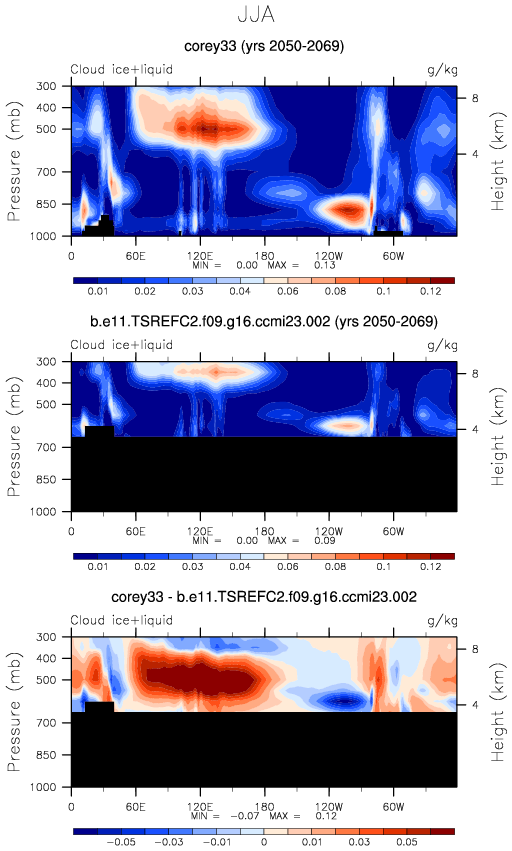 JJA
corey33 (yrs 2050-2069)
Cloud ice+liquid g/kg
Pressure (mb)
300
400
500
700
850
1000
8
4
Height (km)
0 60E 120E 180 120W 60W
MIN = 0.00 MAX = 0.13
0.01 0.02 0.04 0.06 0.08 0.10 0.12
b.e11.TSREFC2.f09.g16.ccmi23.002 (yrs 2050-2069)
Cloud ice+liquid g/kg
Pressure (mb)
300
400
500
700
850
1000
8
4
Height (km)
0 60E 120E 180 120W 60W
MIN = 0.00 MAX = 0.09
0.01 0.02 0.04 0.06 0.08 0.10 0.12
corey33 - b.e11.TSREFC2.f09.g16.ccmi23.002
Cloud ice+liquid g/kg
Pressure (mb)
300
400
500
700
850
1000
8
4
Height (km)
0 60E 120E 180 120W 60W
MIN = -0.07 MAX = 0.12
-0.05 -0.03 -0.01 0 0.01 0.03 0.05